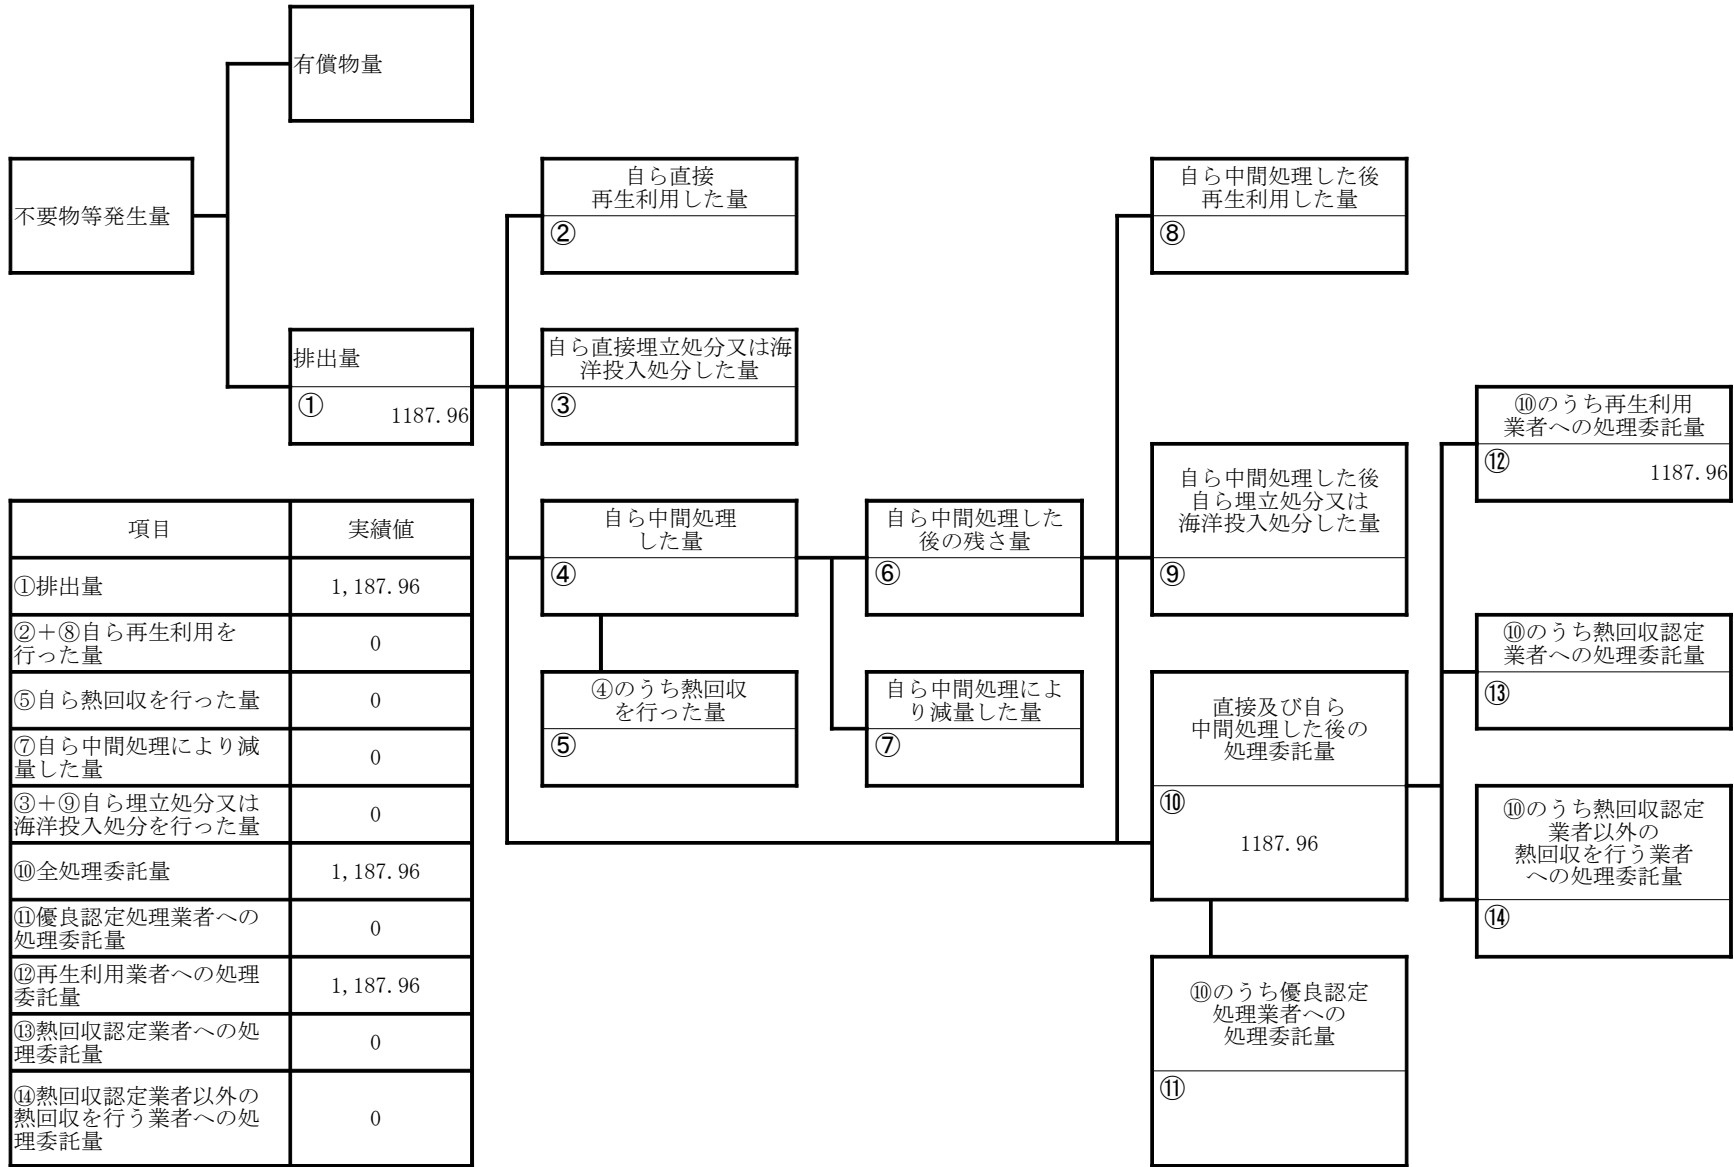 有償物量
不要物等発生量
自ら直接
再生利用した量
②
自ら中間処理した後
再生利用した量
⑧
排出量
①
1187.96
自ら直接埋立処分又は海
洋投入処分した量
③
⑩のうち再生利用
業者への処理委託量
⑫
1187.96
自ら中間処理
した量
④
自ら中間処理した
後の残さ量
⑥
自ら中間処理した後
自ら埋立処分又は
海洋投入処分した量
⑨
⑩のうち熱回収認定
業者への処理委託量
⑬
④のうち熱回収
を行った量
⑤
自ら中間処理によ
り減量した量
⑦
直接及び自ら
中間処理した後の
処理委託量
⑩
1187.96
⑩のうち熱回収認定
業者以外の
熱回収を行う業者
への処理委託量
⑭
⑩のうち優良認定
処理業者への
処理委託量
⑪
項目 実績値
①排出量 1,187.96
②＋⑧自ら再生利用を
行った量 0
⑤自ら熱回収を行った量 0
⑦自ら中間処理により減
量した量 0
③＋⑨自ら埋立処分又は
海洋投入処分を行った量 0
⑩全処理委託量 1,187.96
⑪優良認定処理業者への
処理委託量 0
⑫再生利用業者への処理
委託量 1,187.96
⑬熱回収認定業者への処
理委託量 0
⑭熱回収認定業者以外の
熱回収を行う業者への処
理委託量 0